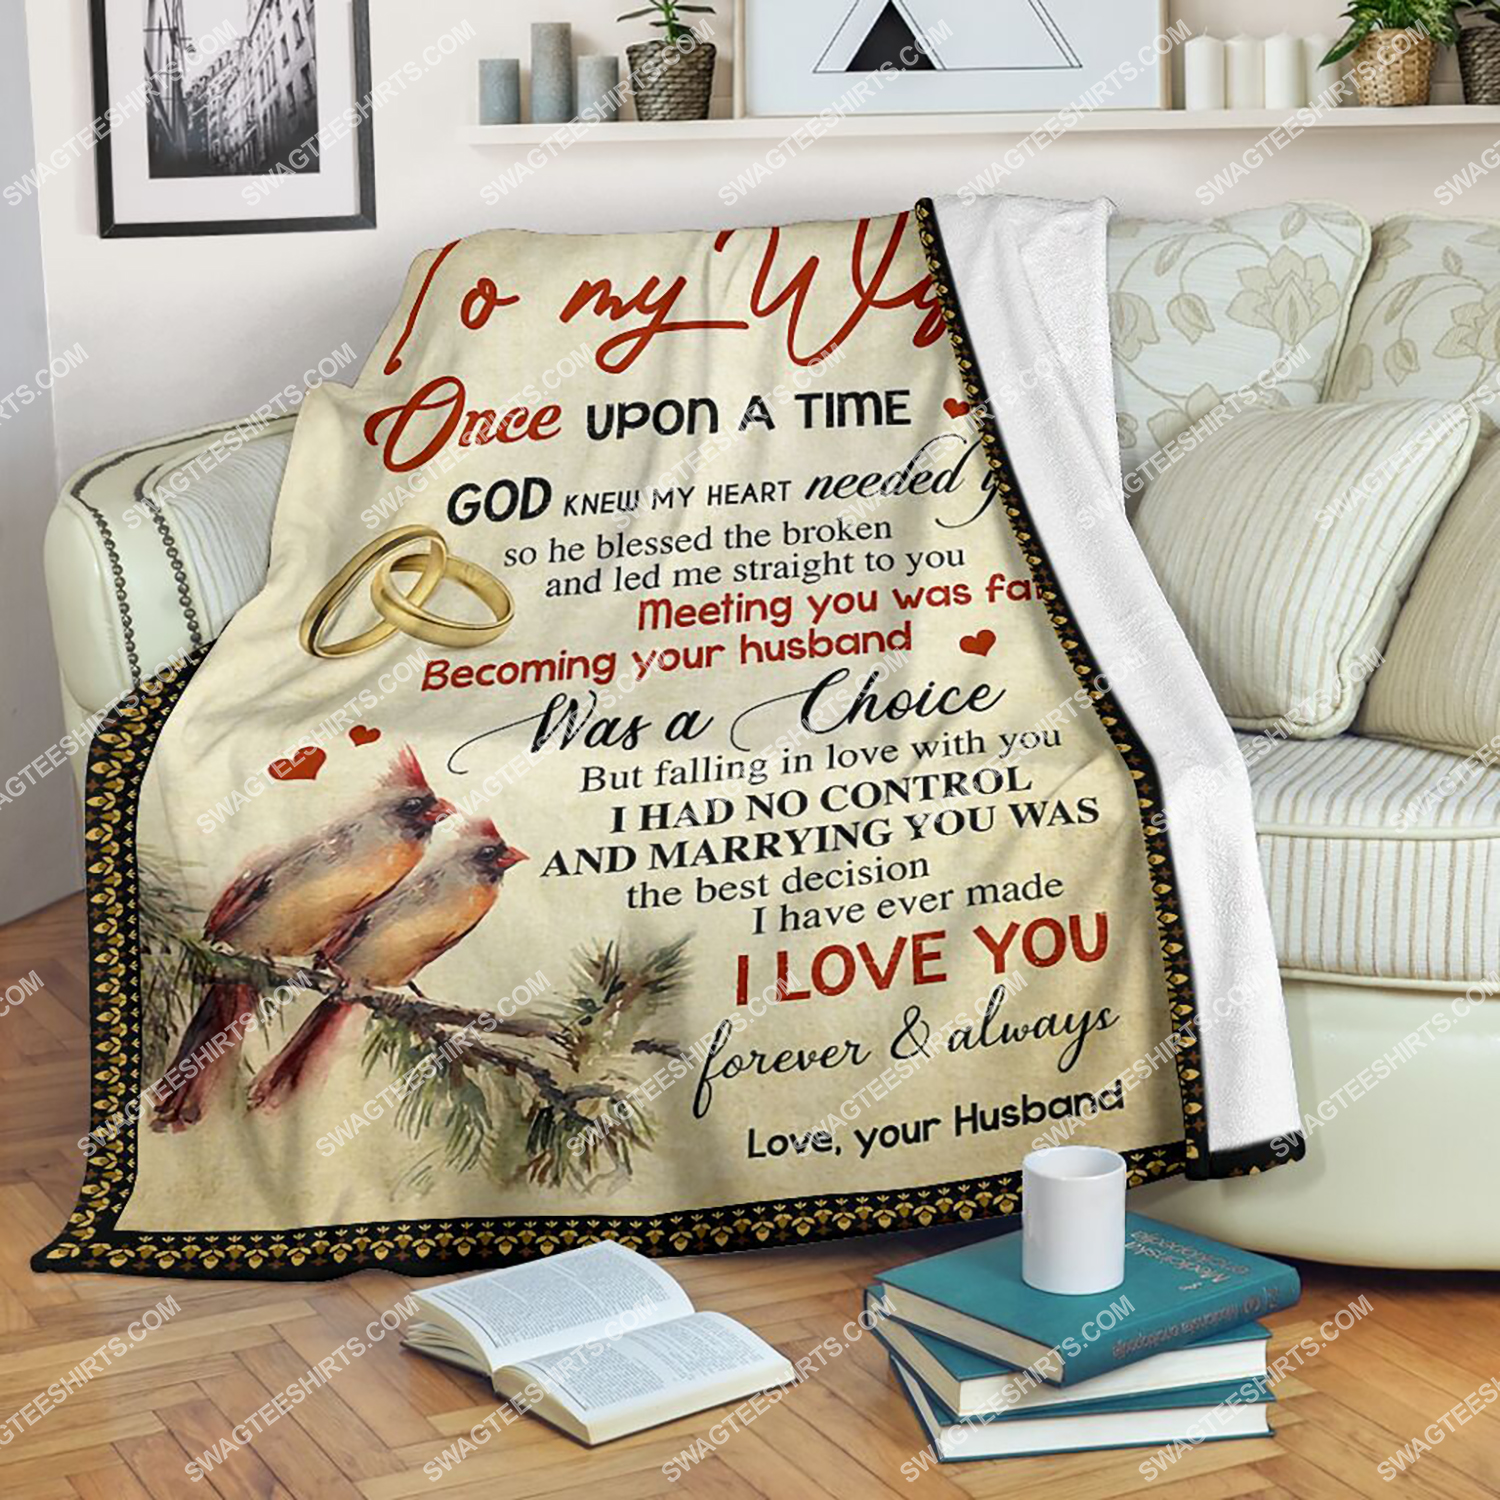 To my
Once UPON A TIME
GOD KNEW MY HEART needed
so he blessed the broken
and led me straight to you
Meeting you was
Becoming your husband
Was a Choice
But falling in love with you
I HAD NO CONTROL
AND MARRYING YOU WAS
the best decision
I have ever made
I LOVE YOU
forever & always
Love, your Husband
SWAGTEESHIRTS.COM